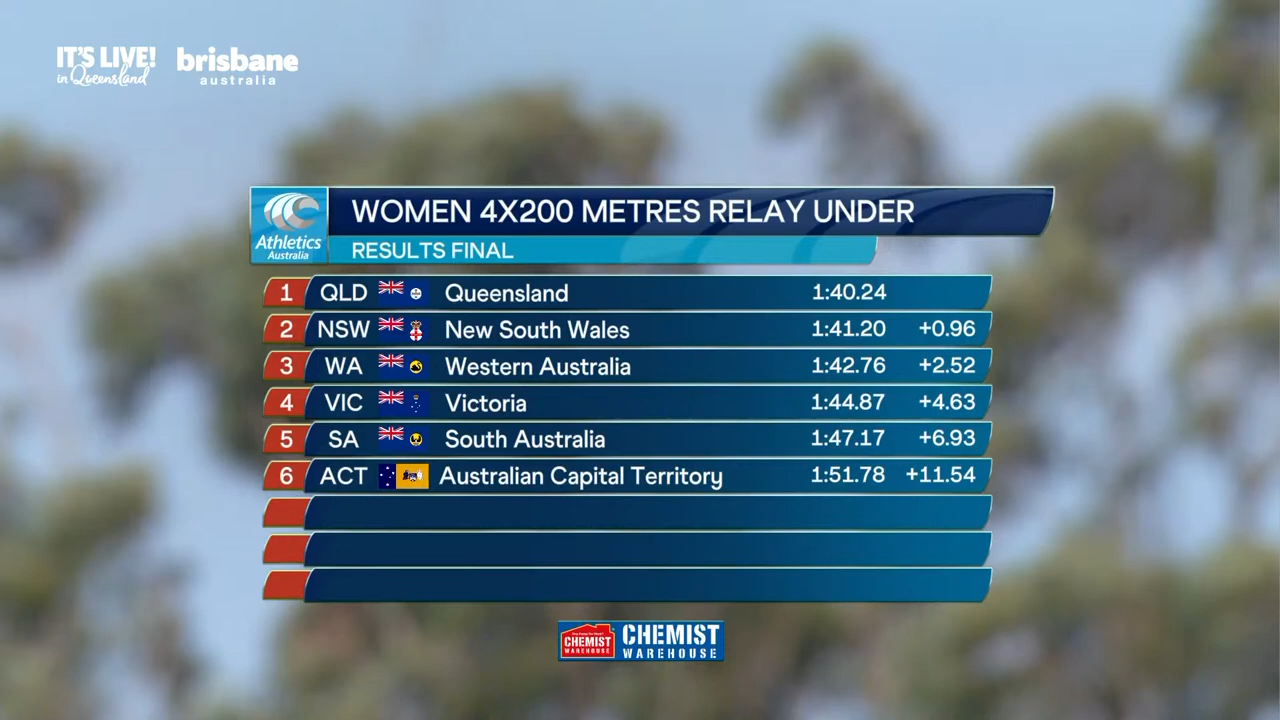 IT'S LIVE! brisbane
in Queensland australia
WOMEN 4X200 METRES RELAY UNDER
Athletics
Australia
RESULTS FINAL
1 QLD Queensland 1:40.24
2 NSW New South Wales 1:41.20 +0.96
3 WA Western Australia 1:42.76 +2.52
4 VIC Victoria 1:44.87 +4.63
5 SA South Australia 1:47.17 +6.93
6 ACT Australian Capital Territory 1:51.78 +11.54
CHEMIST
WAREHOUSE
CHEMIST
WAREHOUSE